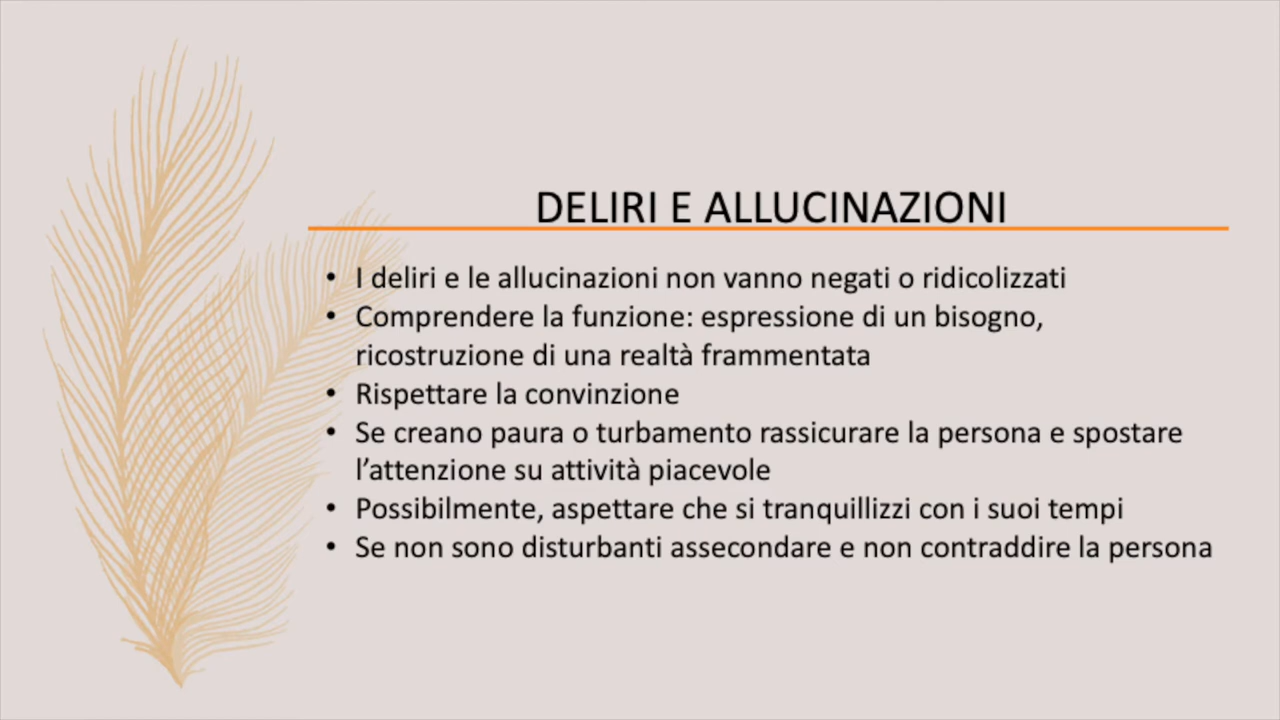 DELIRI E ALLUCINAZIONI
• I deliri e le allucinazioni non vanno negati o ridicolizzati
• Comprendere la funzione: espressione di un bisogno,
ricostruzione di una realtà frammentata
• Rispettare la convinzione
• Se creano paura o turbamento rassicurare la persona e spostare
l’attenzione su attività piacevole
• Possibilmente, aspettare che si tranquillizzi con i suoi tempi
• Se non sono disturbanti assecondare e non contraddire la persona